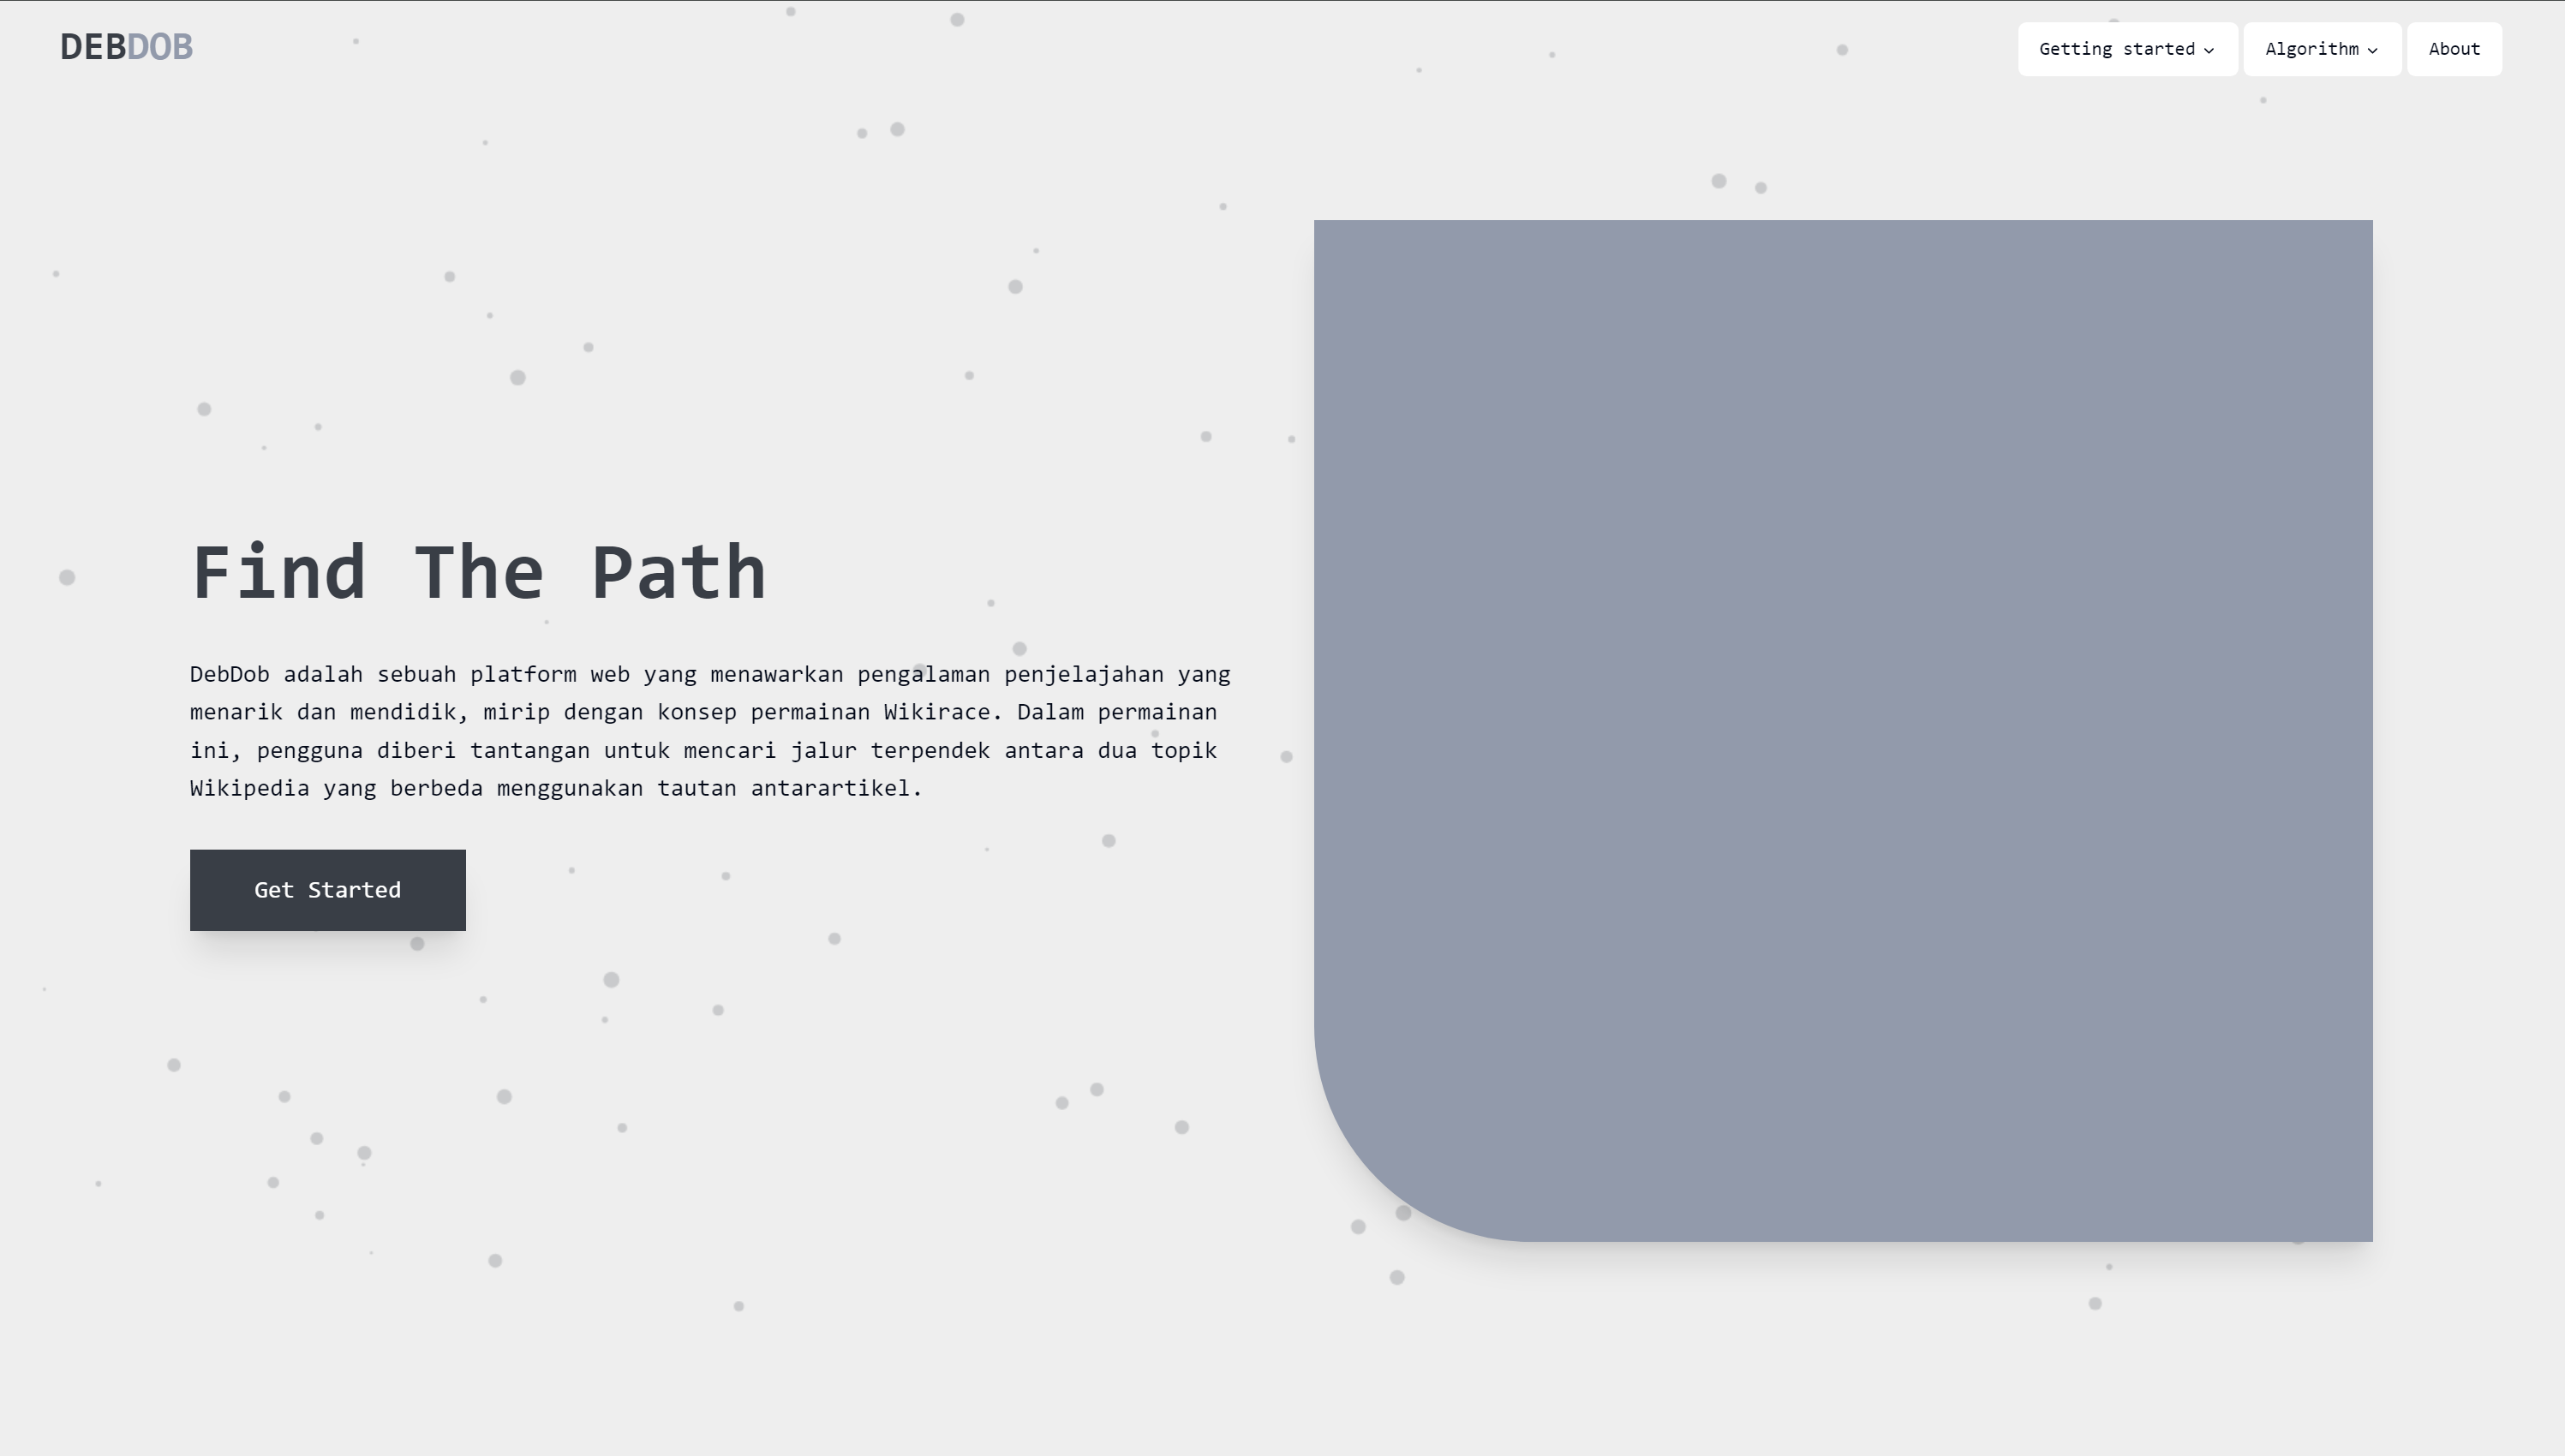 DEBDOB
Getting started
Algorithm
About
Find The Path
DebDob adalah sebuah platform web yang menawarkan pengalaman penjelajahan yang
menarik dan mendidik, mirip dengan konsep permainan Wikirace. Dalam permainan
ini, pengguna diberi tantangan untuk mencari jalur terpendek antara dua topik
Wikipedia yang berbeda menggunakan tautan antarartikel.
Get Started